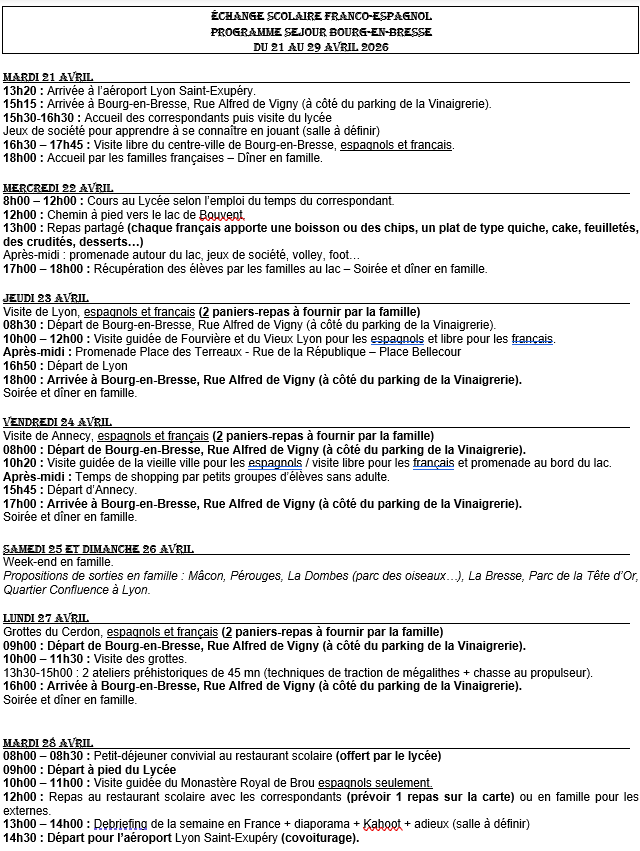 ÉCHANGE SCOLAIRE FRANCO-ESPAGNOL
PROGRAMME SEJOUR BOURG-EN-BRESSE
DU 21 AU 29 AVRIL 2026
MARDI 21 AVRIL
13h20 : Arrivée à l'aéroport Lyon Saint-Exupéry.
15h15 : Arrivée à Bourg-en-Bresse, Rue Alfred de Vigny (à côté du parking de la Vinaigrerie).
15h30-16h30 : Accueil des correspondants puis visite du lycée
Jeux de société pour apprendre à se connaître en jouant (salle à définir)
16h30 – 17h45 : Visite libre du centre-ville de Bourg-en-Bresse, espagnols et français.
18h00 : Accueil par les familles françaises – Dîner en famille.
MERCREDI 22 AVRIL
8h00 – 12h00 : Cours au Lycée selon l'emploi du temps du correspondant.
12h00 : Chemin à pied vers le lac de Bouvent.
13h00 : Repas partagé (chaque français apporte une boisson ou des chips, un plat de type quiche, cake, feuilletés,
des crudités, desserts…)
Après-midi : promenade autour du lac, jeux de société, volley, foot…
17h00 – 18h00 : Récupération des élèves par les familles au lac – Soirée et dîner en famille.
JEUDI 23 AVRIL
Visite de Lyon, espagnols et français (2 paniers-repas à fournir par la famille)
08h30 : Départ de Bourg-en-Bresse, Rue Alfred de Vigny (à côté du parking de la Vinaigrerie).
10h00 – 12h00 : Visite guidée de Fourvière et du Vieux Lyon pour les espagnols et libre pour les français.
Après-midi : Promenade Place des Terreaux - Rue de la République – Place Bellecour
16h50 : Départ de Lyon
18h00 : Arrivée à Bourg-en-Bresse, Rue Alfred de Vigny (à côté du parking de la Vinaigrerie).
Soirée et dîner en famille.
VENDREDI 24 AVRIL
Visite de Annecy, espagnols et français (2 paniers-repas à fournir par la famille)
08h00 : Départ de Bourg-en-Bresse, Rue Alfred de Vigny (à côté du parking de la Vinaigrerie).
10h20 : Visite guidée de la vieille ville pour les espagnols / visite libre pour les français et promenade au bord du lac.
Après-midi : Temps de shopping par petits groupes d'élèves sans adulte.
15h45 : Départ d'Annecy.
17h00 : Arrivée à Bourg-en-Bresse, Rue Alfred de Vigny (à côté du parking de la Vinaigrerie).
Soirée et dîner en famille.
SAMEDI 25 ET DIMANCHE 26 AVRIL
Week-end en famille.
Propositions de sorties en famille : Mâcon, Pérouges, La Dombes (parc des oiseaux…), La Bresse, Parc de la Tête d'Or,
Quartier Confluence à Lyon.
LUNDI 27 AVRIL
Grottes du Cerdon, espagnols et français (2 paniers-repas à fournir par la famille)
09h00 : Départ de Bourg-en-Bresse, Rue Alfred de Vigny (à côté du parking de la Vinaigrerie).
10h00 – 11h30 : Visite des grottes.
13h30-15h00 : 2 ateliers préhistoriques de 45 mn (techniques de traction de mégalithes + chasse au propulseur).
16h00 : Arrivée à Bourg-en-Bresse, Rue Alfred de Vigny (à côté du parking de la Vinaigrerie).
Soirée et dîner en famille.
MARDI 28 AVRIL
08h00 – 08h30 : Petit-déjeuner convivial au restaurant scolaire (offert par le lycée)
09h00 : Départ à pied du Lycée
10h00 – 11h00 : Visite guidée du Monastère Royal de Brou espagnols seulement.
12h00 : Repas au restaurant scolaire avec les correspondants (prévoir 1 repas sur la carte) ou en famille pour les
externes.
13h00 – 14h00 : Debriefing de la semaine en France + diaporama + Kahoot + adieux (salle à définir)
14h30 : Départ pour l'aéroport Lyon Saint-Exupéry (covoiturage).